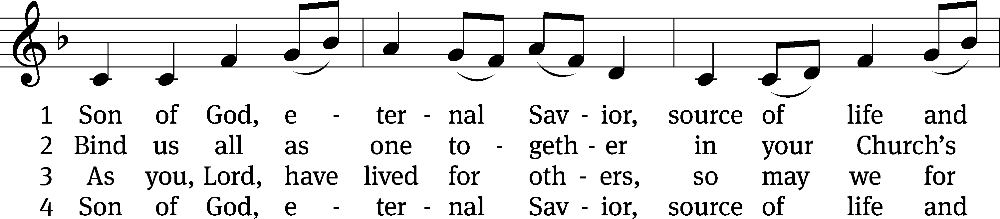 1 Son of God, e - ter - nal Sav - ior, source of life and
2 Bind us all as one to - geth - er in your Church’s
3 As you, Lord, have lived for oth - ers, so may we for
4 Son of God, e - ter - nal Sav - ior, source of life and